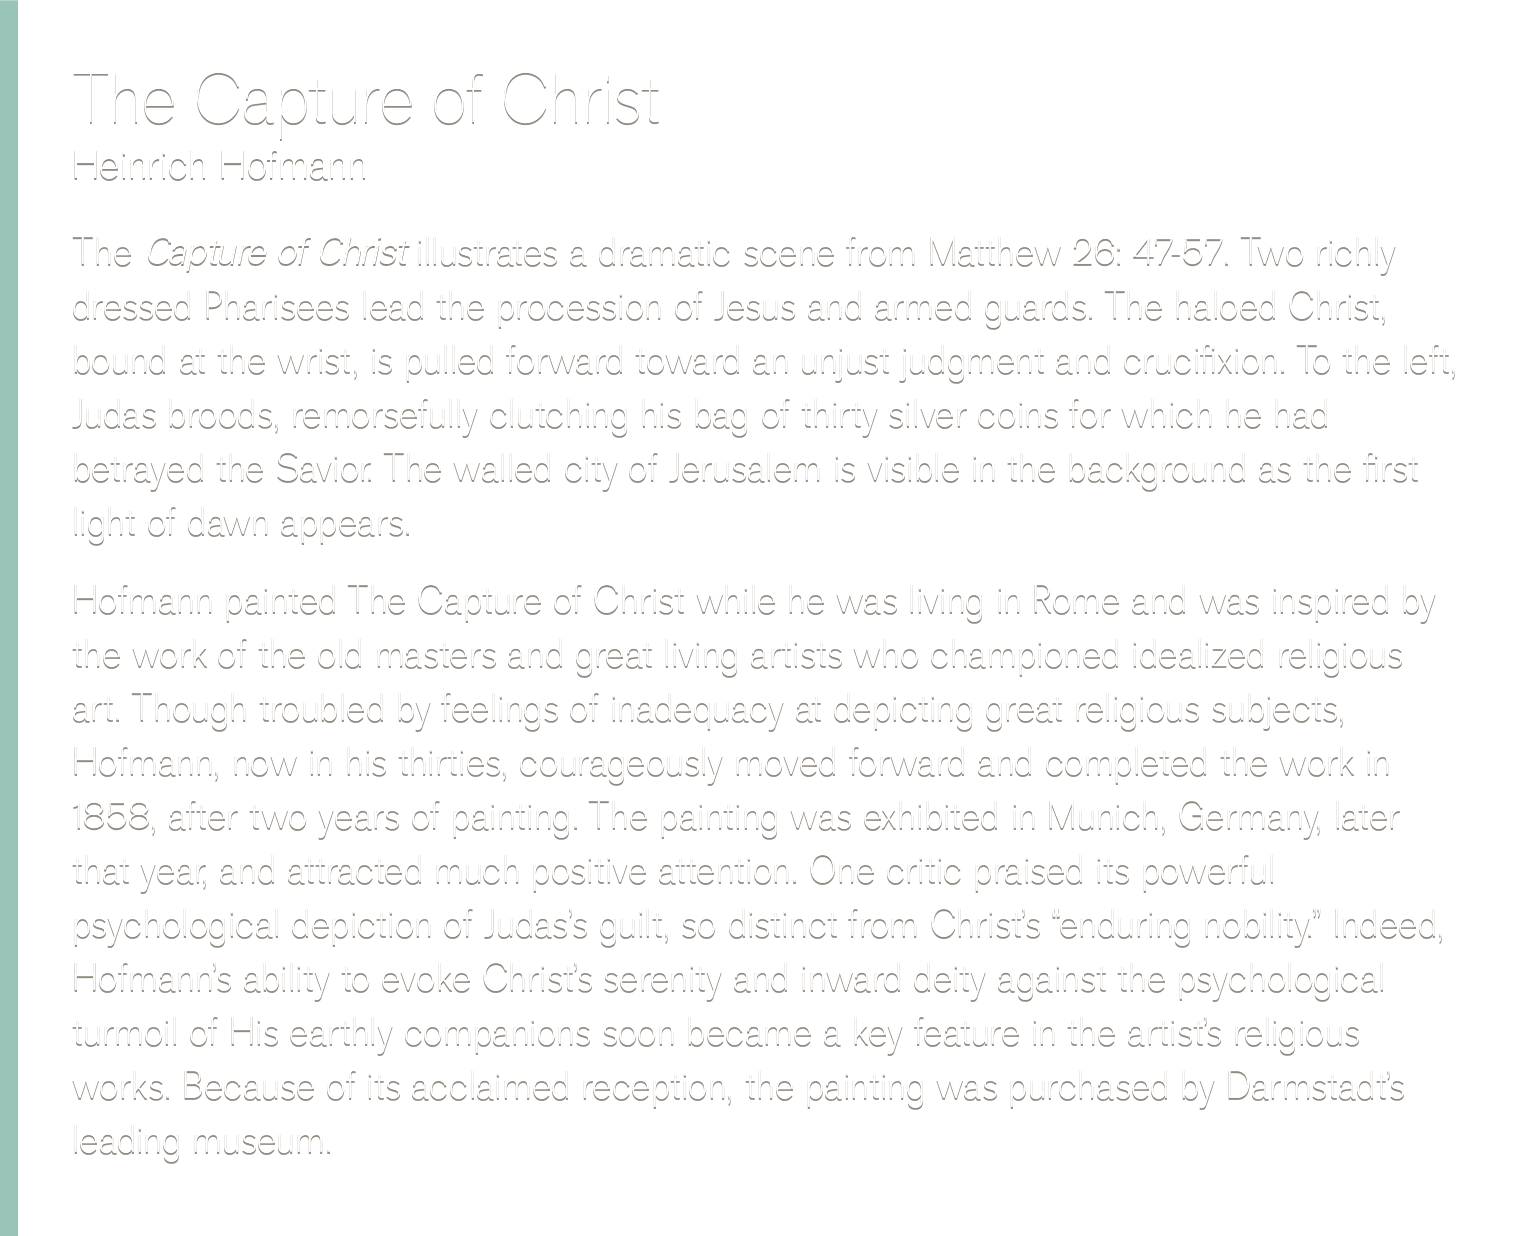 The Capture of Christ
Heinrich Hofmann
The Capture of Christ illustrates a dramatic scene from Matthew 26: 47-57. Two richly
dressed Pharisees lead the procession of Jesus and armed guards. The haloed Christ,
bound at the wrist, is pulled forward toward an unjust judgment and crucifixion. To the left,
Judas broods, remorsefully clutching his bag of thirty silver coins for which he had
betrayed the Savior. The walled city of Jerusalem is visible in the background as the first
light of dawn appears.
Hofmann painted The Capture of Christ while he was living in Rome and was inspired by
the work of the old masters and great living artists who championed idealized religious
art. Though troubled by feelings of inadequacy at depicting great religious subjects,
Hofmann, now in his thirties, courageously moved forward and completed the work in
1858, after two years of painting. The painting was exhibited in Munich, Germany, later
that year, and attracted much positive attention. One critic praised its powerful
psychological depiction of Judas’s guilt, so distinct from Christ’s “enduring nobility.” Indeed,
Hofmann’s ability to evoke Christ’s serenity and inward deity against the psychological
turmoil of His earthly companions soon became a key feature in the artist’s religious
works. Because of its acclaimed reception, the painting was purchased by Darmstadt’s
leading museum.